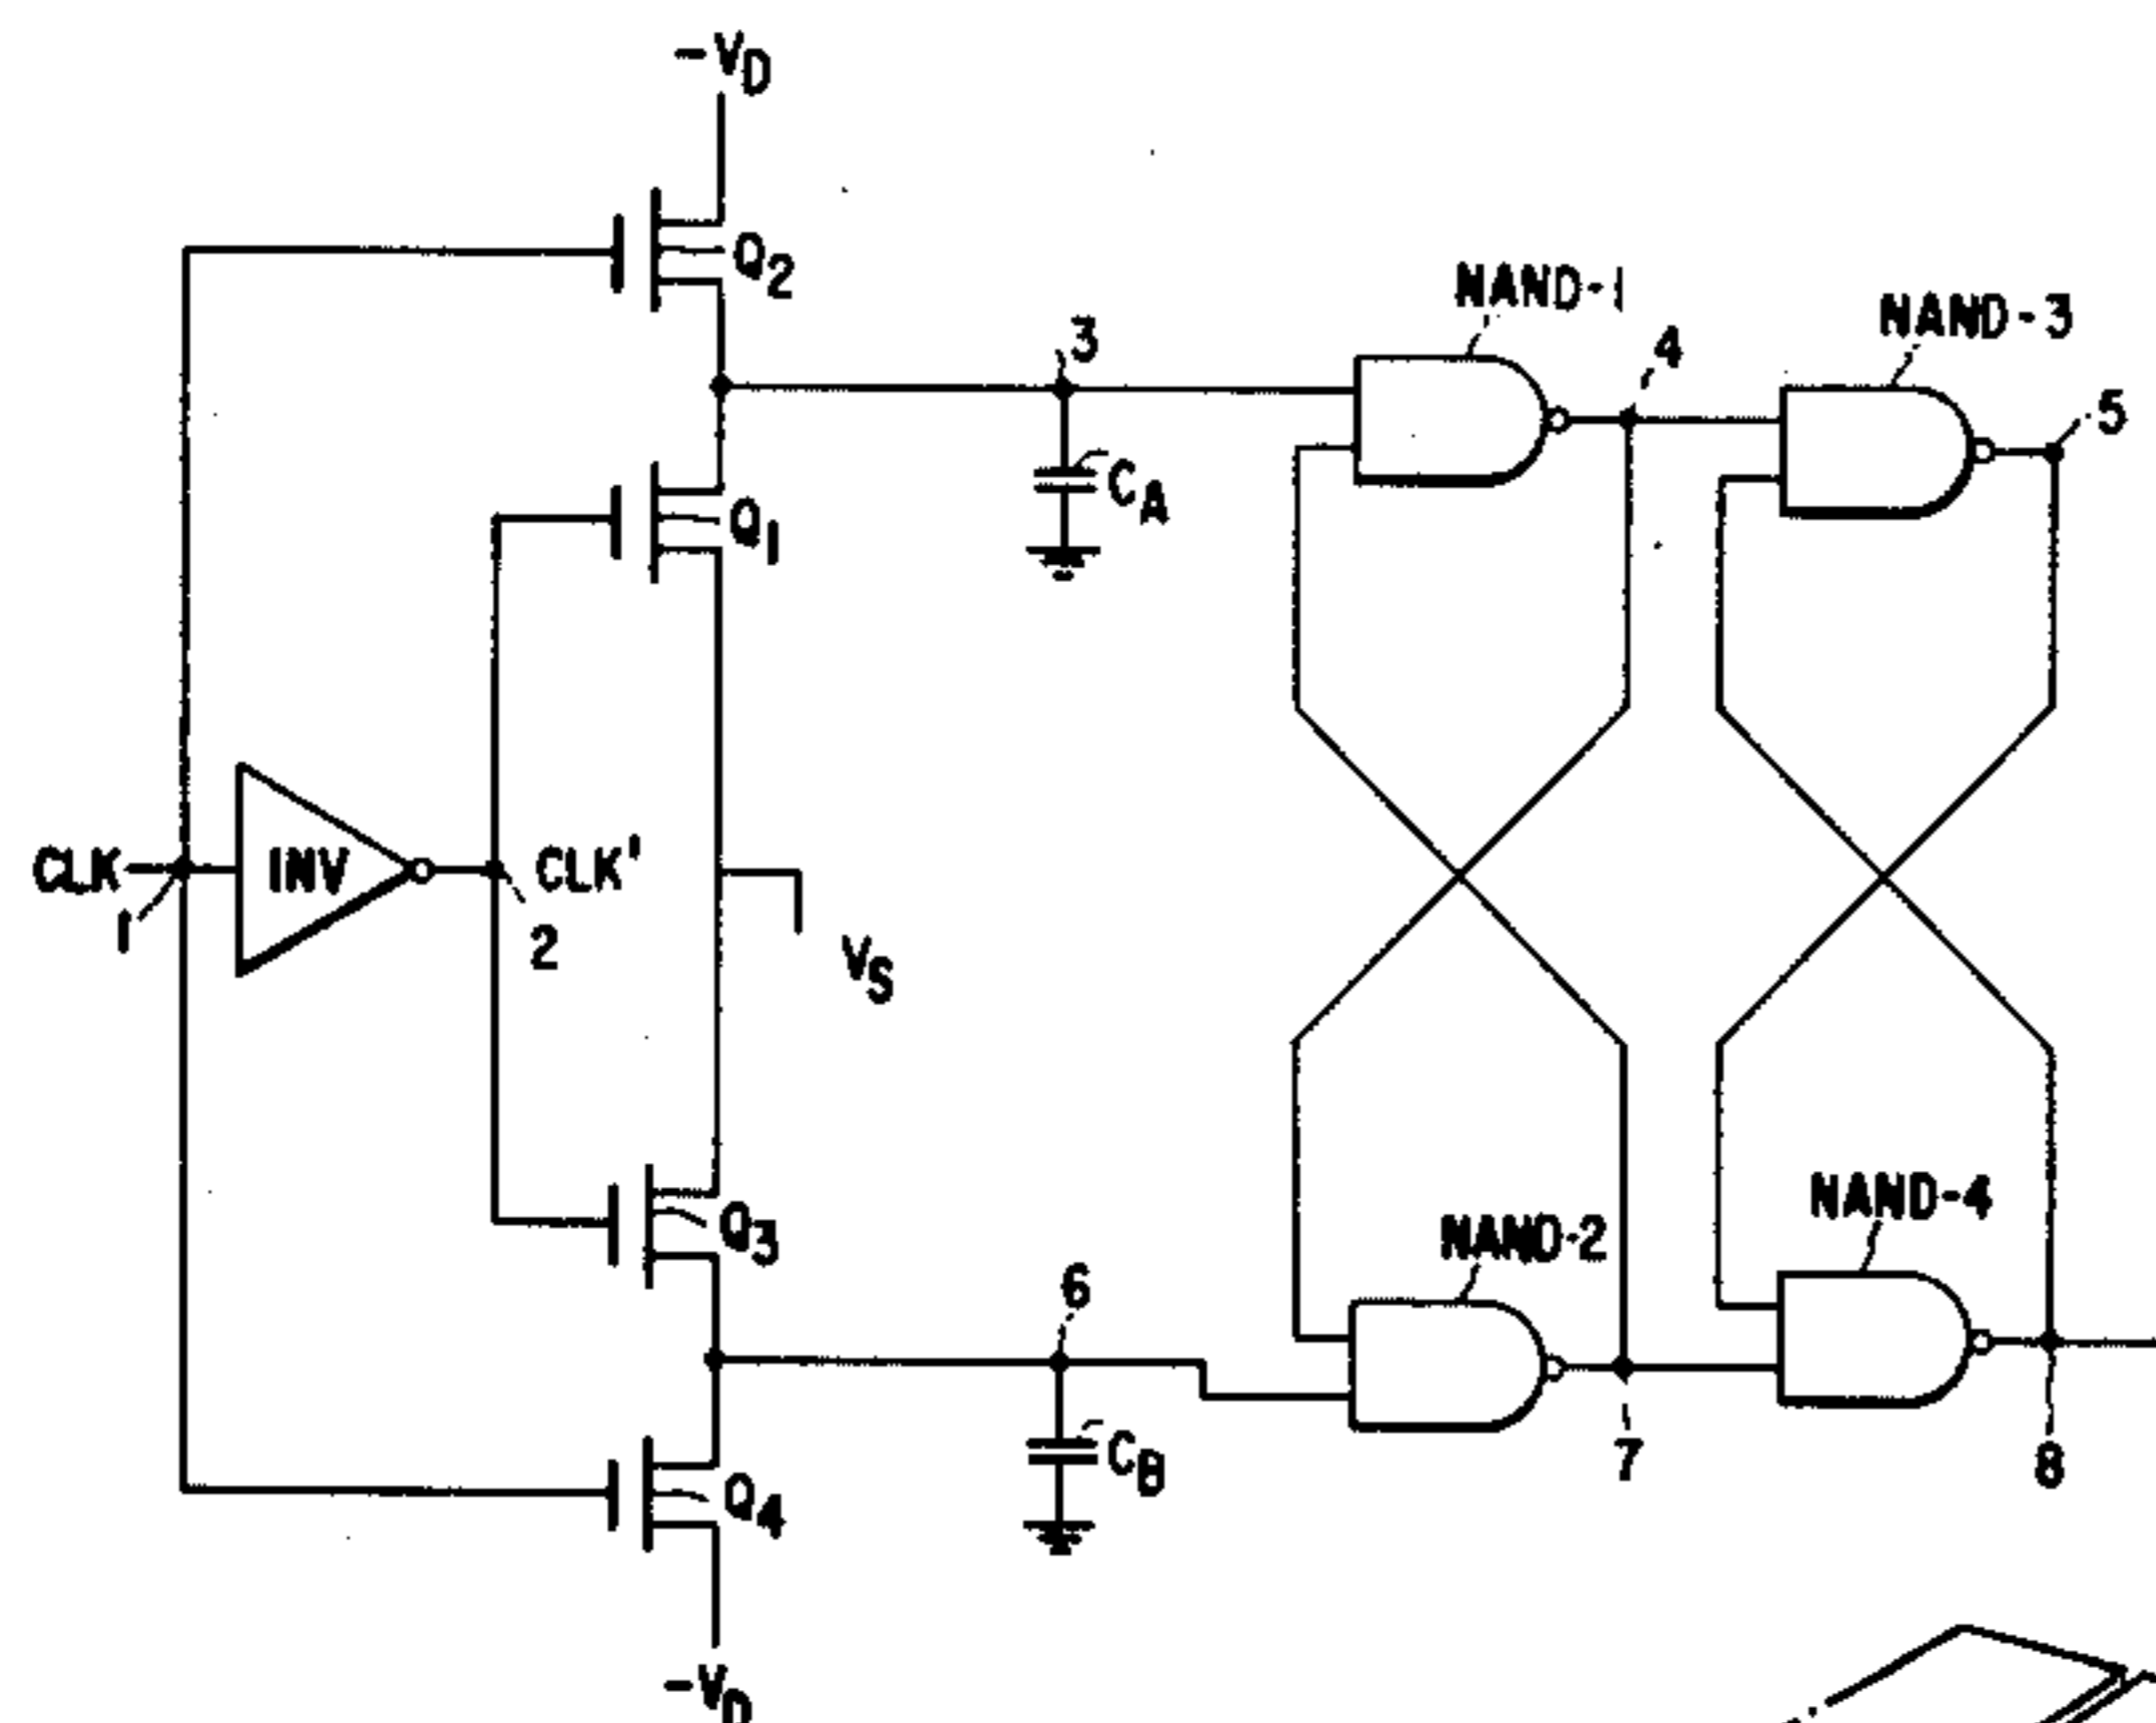 -VD
Q2
NAND-1
3
4
NAND-3
5
CA
Q1
CLK
INV
CLK'
1
2
VS
Q3
NAND-2
NAND-4
6
CB
7
8
Q4
-VD